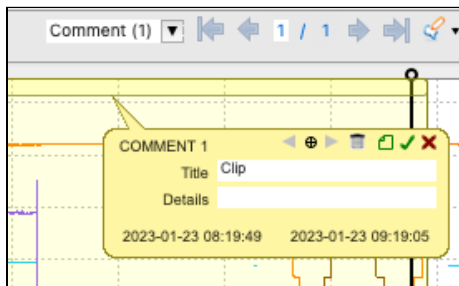 Comment (1) 1 / 1
COMMENT 1
Title Clip
Details
2023-01-23 08:19:49 2023-01-23 09:19:05